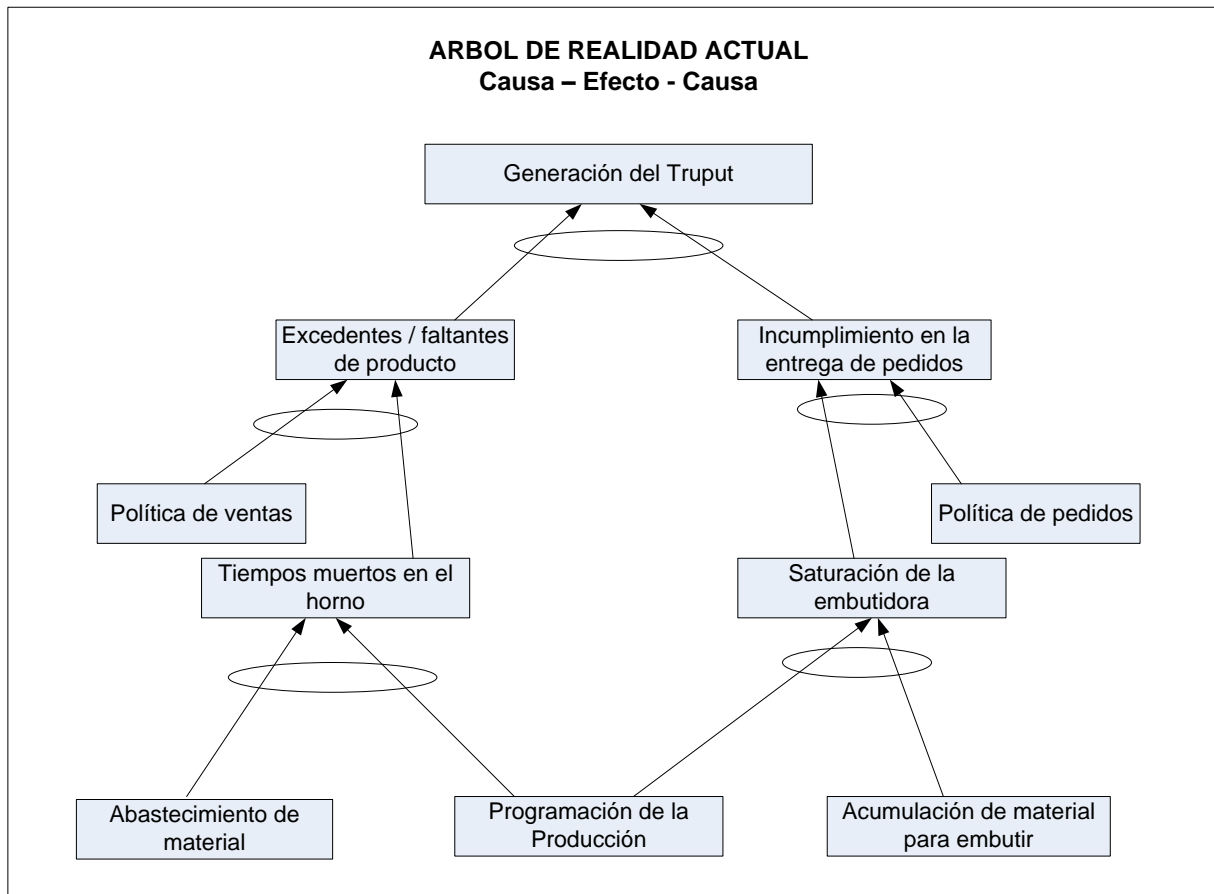 ARBOL DE REALIDAD ACTUAL
Causa – Efecto - Causa
Generación del Truput
Excedentes / faltantes
de producto
Incumplimiento en la
entrega de pedidos
Política de ventas
Política de pedidos
Tiempos muertos en el
horno
Saturación de la
embutidora
Abastecimiento de
material
Programación de la
Producción
Acumulación de material
para embutir